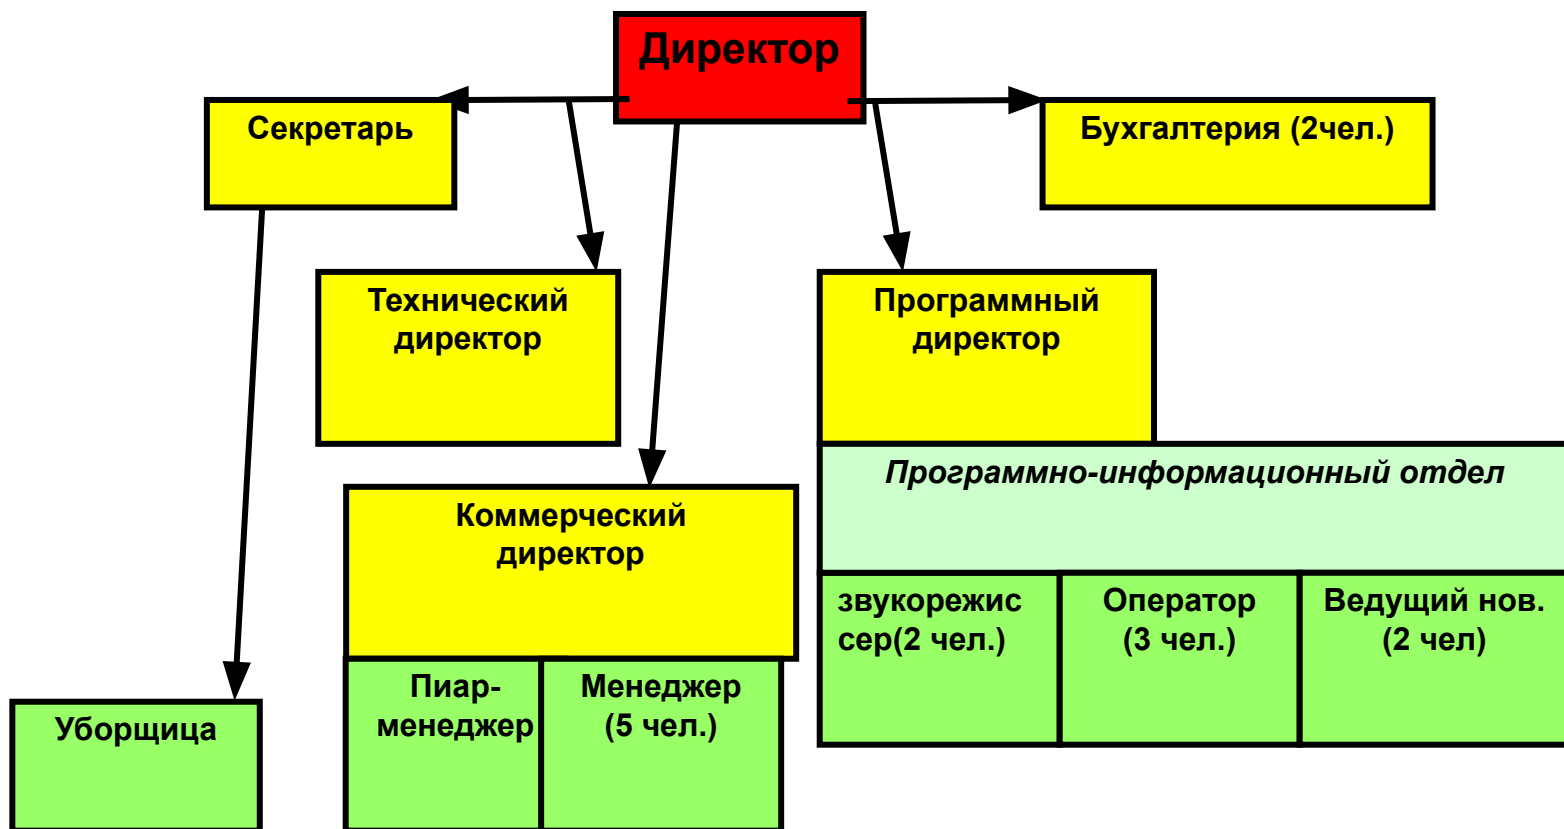 Директор
Секретарь
Бухгалтерия (2чел.)
Технический
директор
Программный
директор
Программно-информационный отдел
Коммерческий
директор
звукорежис
сер(2 чел.)
Оператор
(3 чел.)
Ведущий нов.
(2 чел)
Пиар-
менеджер
Менеджер
(5 чел.)
Уборщица